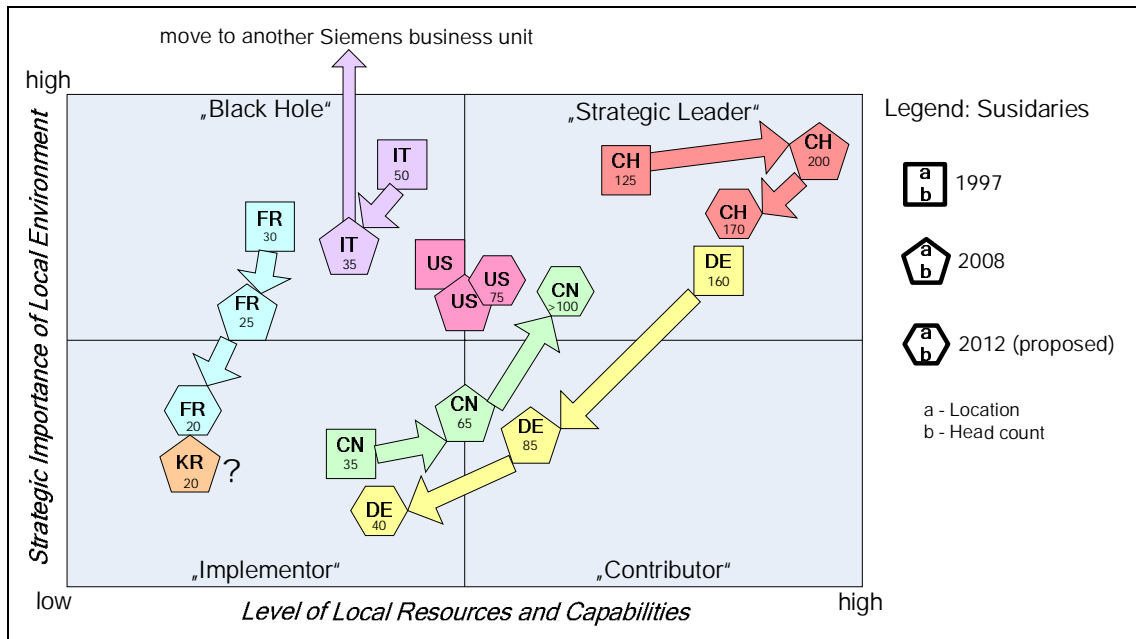 move to another Siemens business unit
high
„Black Hole“
„Strategic Leader“
Legend: Susidaries
IT
50
CH
125
CH
200
a
b
1997
FR
30
IT
35
CH
170
US
US
75
US
CN
>100
DE
160
a
b
2008
FR
25
a
b
2012 (proposed)
FR
20
CN
65
DE
85
a - Location
b - Head count
CN
35
KR
20
?
DE
40
„Implementor“
„Contributor“
low
high
Strategic Importance of Local Environment
Level of Local Resources and Capabilities